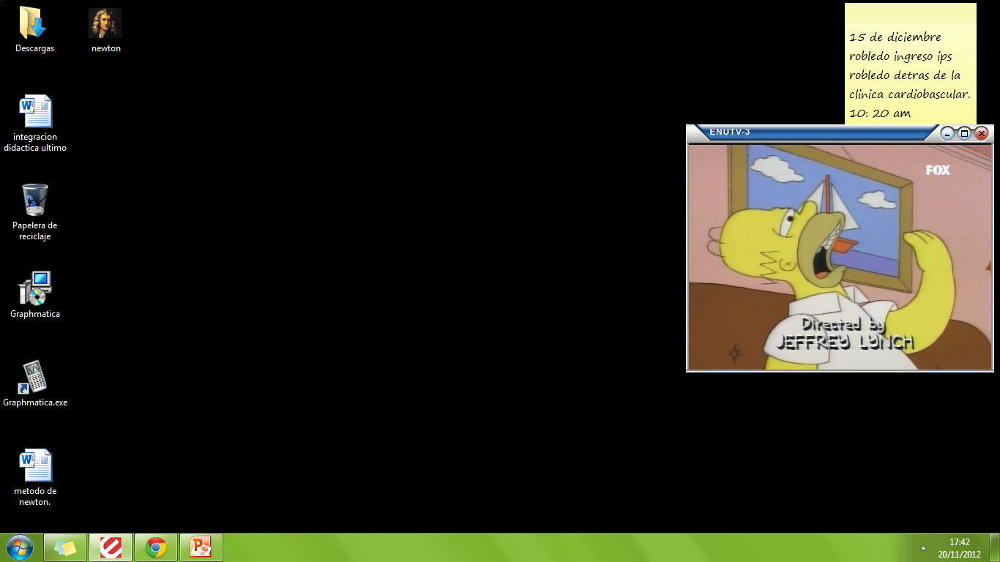 Descargas
newton
integracion
didactica ultimo
Papelera de
reciclaje
Graphmatica
Graphmatica.exe
metodo de
newton.
15 de diciembre
robledo ingreso ips
robledo detras de la
clinica cardiobascular.
10: 20 am
ENUTV-3
FOX
Directed by
JEFFREY LYNCH
17:42
20/11/2012